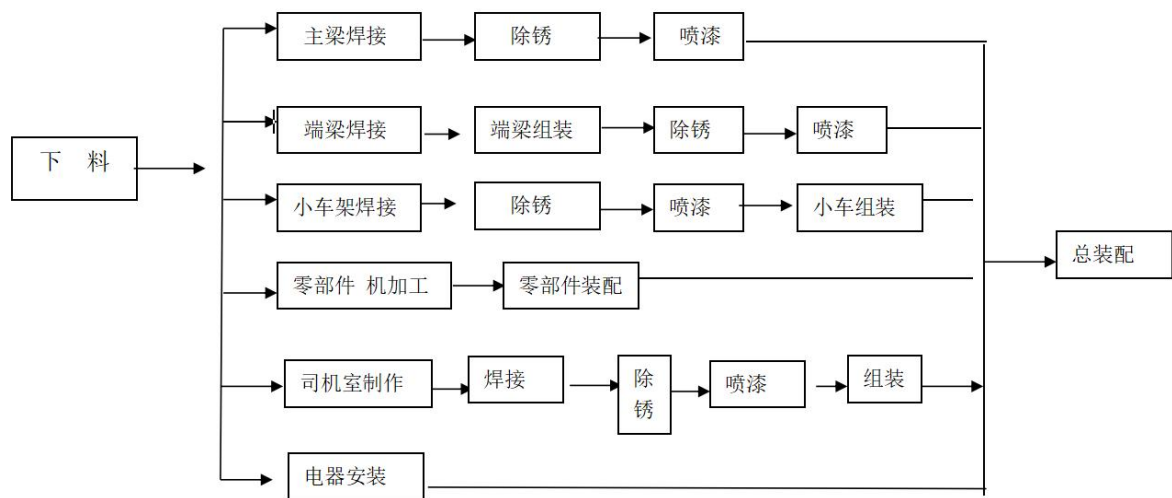 主梁焊接
除锈
喷漆
端梁焊接
端梁组装
除锈
喷漆
下 料
小车架焊接
除锈
喷漆
小车组装
总装配
零部件 机加工
零部件装配
司机室制作
焊接
除
锈
喷漆
组装
电器安装